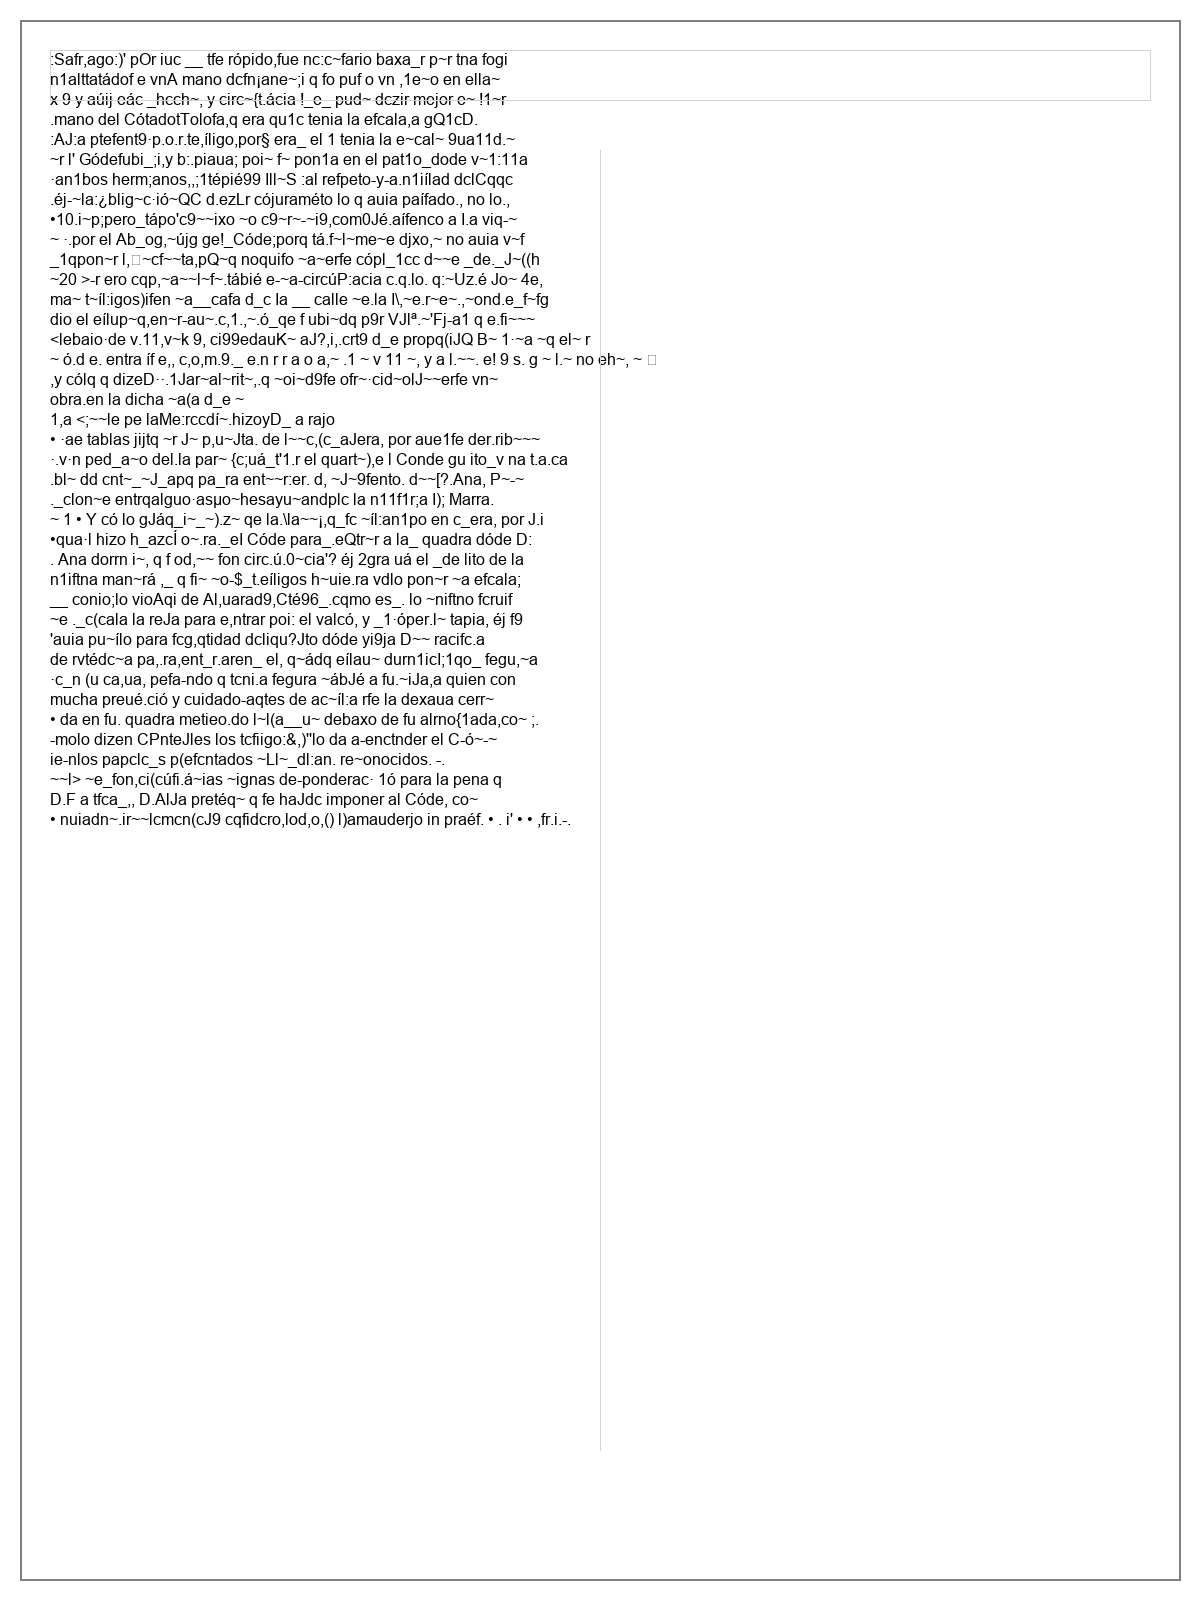 :Safr,ago:)' pOr iuc __ tfe rópido,fue nc:c~fario baxa_r p~r tna fogi
n1alttatádof e vnA mano dcfn¡ane~;i q fo puf o vn ,1e~o en ella~
x 9 y aúij eác _hcch~, y circ~{t.ácia !_e_ pud~ dczir mejor e~ !1~r
.mano del CótadotTolofa,q era qu1c tenia la efcala,a gQ1cD.
:AJ:a ptefent9·p.o.r.te,íligo,por§ era_ el 1 tenia la e~cal~ 9ua11d.~
~r l' Gódefubi_;i,y b:.piaua; poi~ f~ pon1a en el pat1o_dode v~1:11a
·an1bos herm;anos,,;1tépié99 Ill~S :al refpeto-y-a.n1iílad dclCqqc
.éj-~la:¿blig~c·ió~QC d.ezLr cójuraméto lo q auia paífado., no lo.,
•10.i~p;pero_tápo'c9~~ixo ~o c9~r~-~i9,com0Jé.aífenco a I.a viq-~
~ ·.por el Ab_og,~újg ge!_Códe;porq tá.f~l~me~e djxo,~ no auia v~f
_1qpon~r l,~cf~~ta,pQ~q noquifo ~a~erfe cópl_1cc d~~e _de._J~((h
~20 >-r ero cqp,~a~~l~f~.tábié e-~a-circúP:acia c.q.lo. q:~Uz.é Jo~ 4e,
ma~ t~íl:igos)ifen ~a__cafa d_c Ia __ calle ~e.la I\,~e.r~e~.,~ond.e_f~fg
dio el eílup~q,en~r-au~.c,1.,~.ó_qe f ubi~dq p9r VJlª.~'Fj-a1 q e.fi~~~
<lebaio·de v.11,v~k 9, ci99edauK~ aJ?,i,.crt9 d_e propq(iJQ B~ 1·~a ~q el~ r
~ ó.d e. entra íf e,, c,o,m.9._ e.n r r a o a,~ .1 ~ v 11 ~, y a l.~~. e! 9 s. g ~ l.~ no eh~, ~
,y cólq q dizeD··.1Jar~al~rit~,.q ~oi~d9fe ofr~·cid~olJ~~erfe vn~
obra.en la dicha ~a(a d_e ~
1,a <;~~le pe laMe:rccdí~.hizoyD_ a rajo
• ·ae tablas jijtq ~r J~ p,u~Jta. de l~~c,(c_aJera, por aue1fe der.rib~~~
·.v·n ped_a~o del.la par~ {c;uá_t'1.r el quart~),e l Conde gu ito_v na t.a.ca
.bl~ dd cnt~_~J_apq pa_ra ent~~r:er. d, ~J~9fento. d~~[?.Ana, P~-~
._clon~e entrqalguo·asµo~hesayu~andplc la n11f1r;a I); Marra.
~ 1 • Y có lo gJáq_i~_~).z~ qe la.\la~~¡,q_fc ~íl:an1po en c_era, por J.i
•qua·l hizo h_azcÍ o~.ra._eI Códe para_.eQtr~r a la_ quadra dóde D:
. Ana dorrn i~, q f od,~~ fon circ.ú.0~cia'? éj 2gra uá el _de lito de la
n1iftna man~rá ,_ q fi~ ~o-$_t.eíligos h~uie.ra vdlo pon~r ~a efcala;
__ conio;lo vioAqi de Al,uarad9,Cté96_.cqmo es_. lo ~niftno fcruif
~e ._c(cala la reJa para e,ntrar poi: el valcó, y _1·óper.l~ tapia, éj f9
'auia pu~ílo para fcg,qtidad dcliqu?Jto dóde yi9ja D~~ racifc.a
de rvtédc~a pa,.ra,ent_r.aren_ el, q~ádq eílau~ durn1icI;1qo_ fegu,~a
·c_n (u ca,ua, pefa-ndo q tcni.a fegura ~ábJé a fu.~iJa,a quien con
mucha preué.ció y cuidado-aqtes de ac~íl:a rfe la dexaua cerr~
• da en fu. quadra metieo.do l~l(a__u~ debaxo de fu alrno{1ada,co~ ;.
-molo dizen CPnteJles los tcfiigo:&,)"lo da a-enctnder el C-ó~-~
ie-nlos papclc_s p(efcntados ~Ll~_dl:an. re~onocidos. -.
~~l> ~e_fon,ci(cúfi.á~ias ~ignas de-ponderac· 1ó para la pena q
D.F a tfca_,, D.AlJa pretéq~ q fe haJdc imponer al Códe, co~
• nuiadn~.ir~~lcmcn(cJ9 cqfidcro,lod,o,() l)amauderjo in praéf. • . i' • • ,fr.i.-.